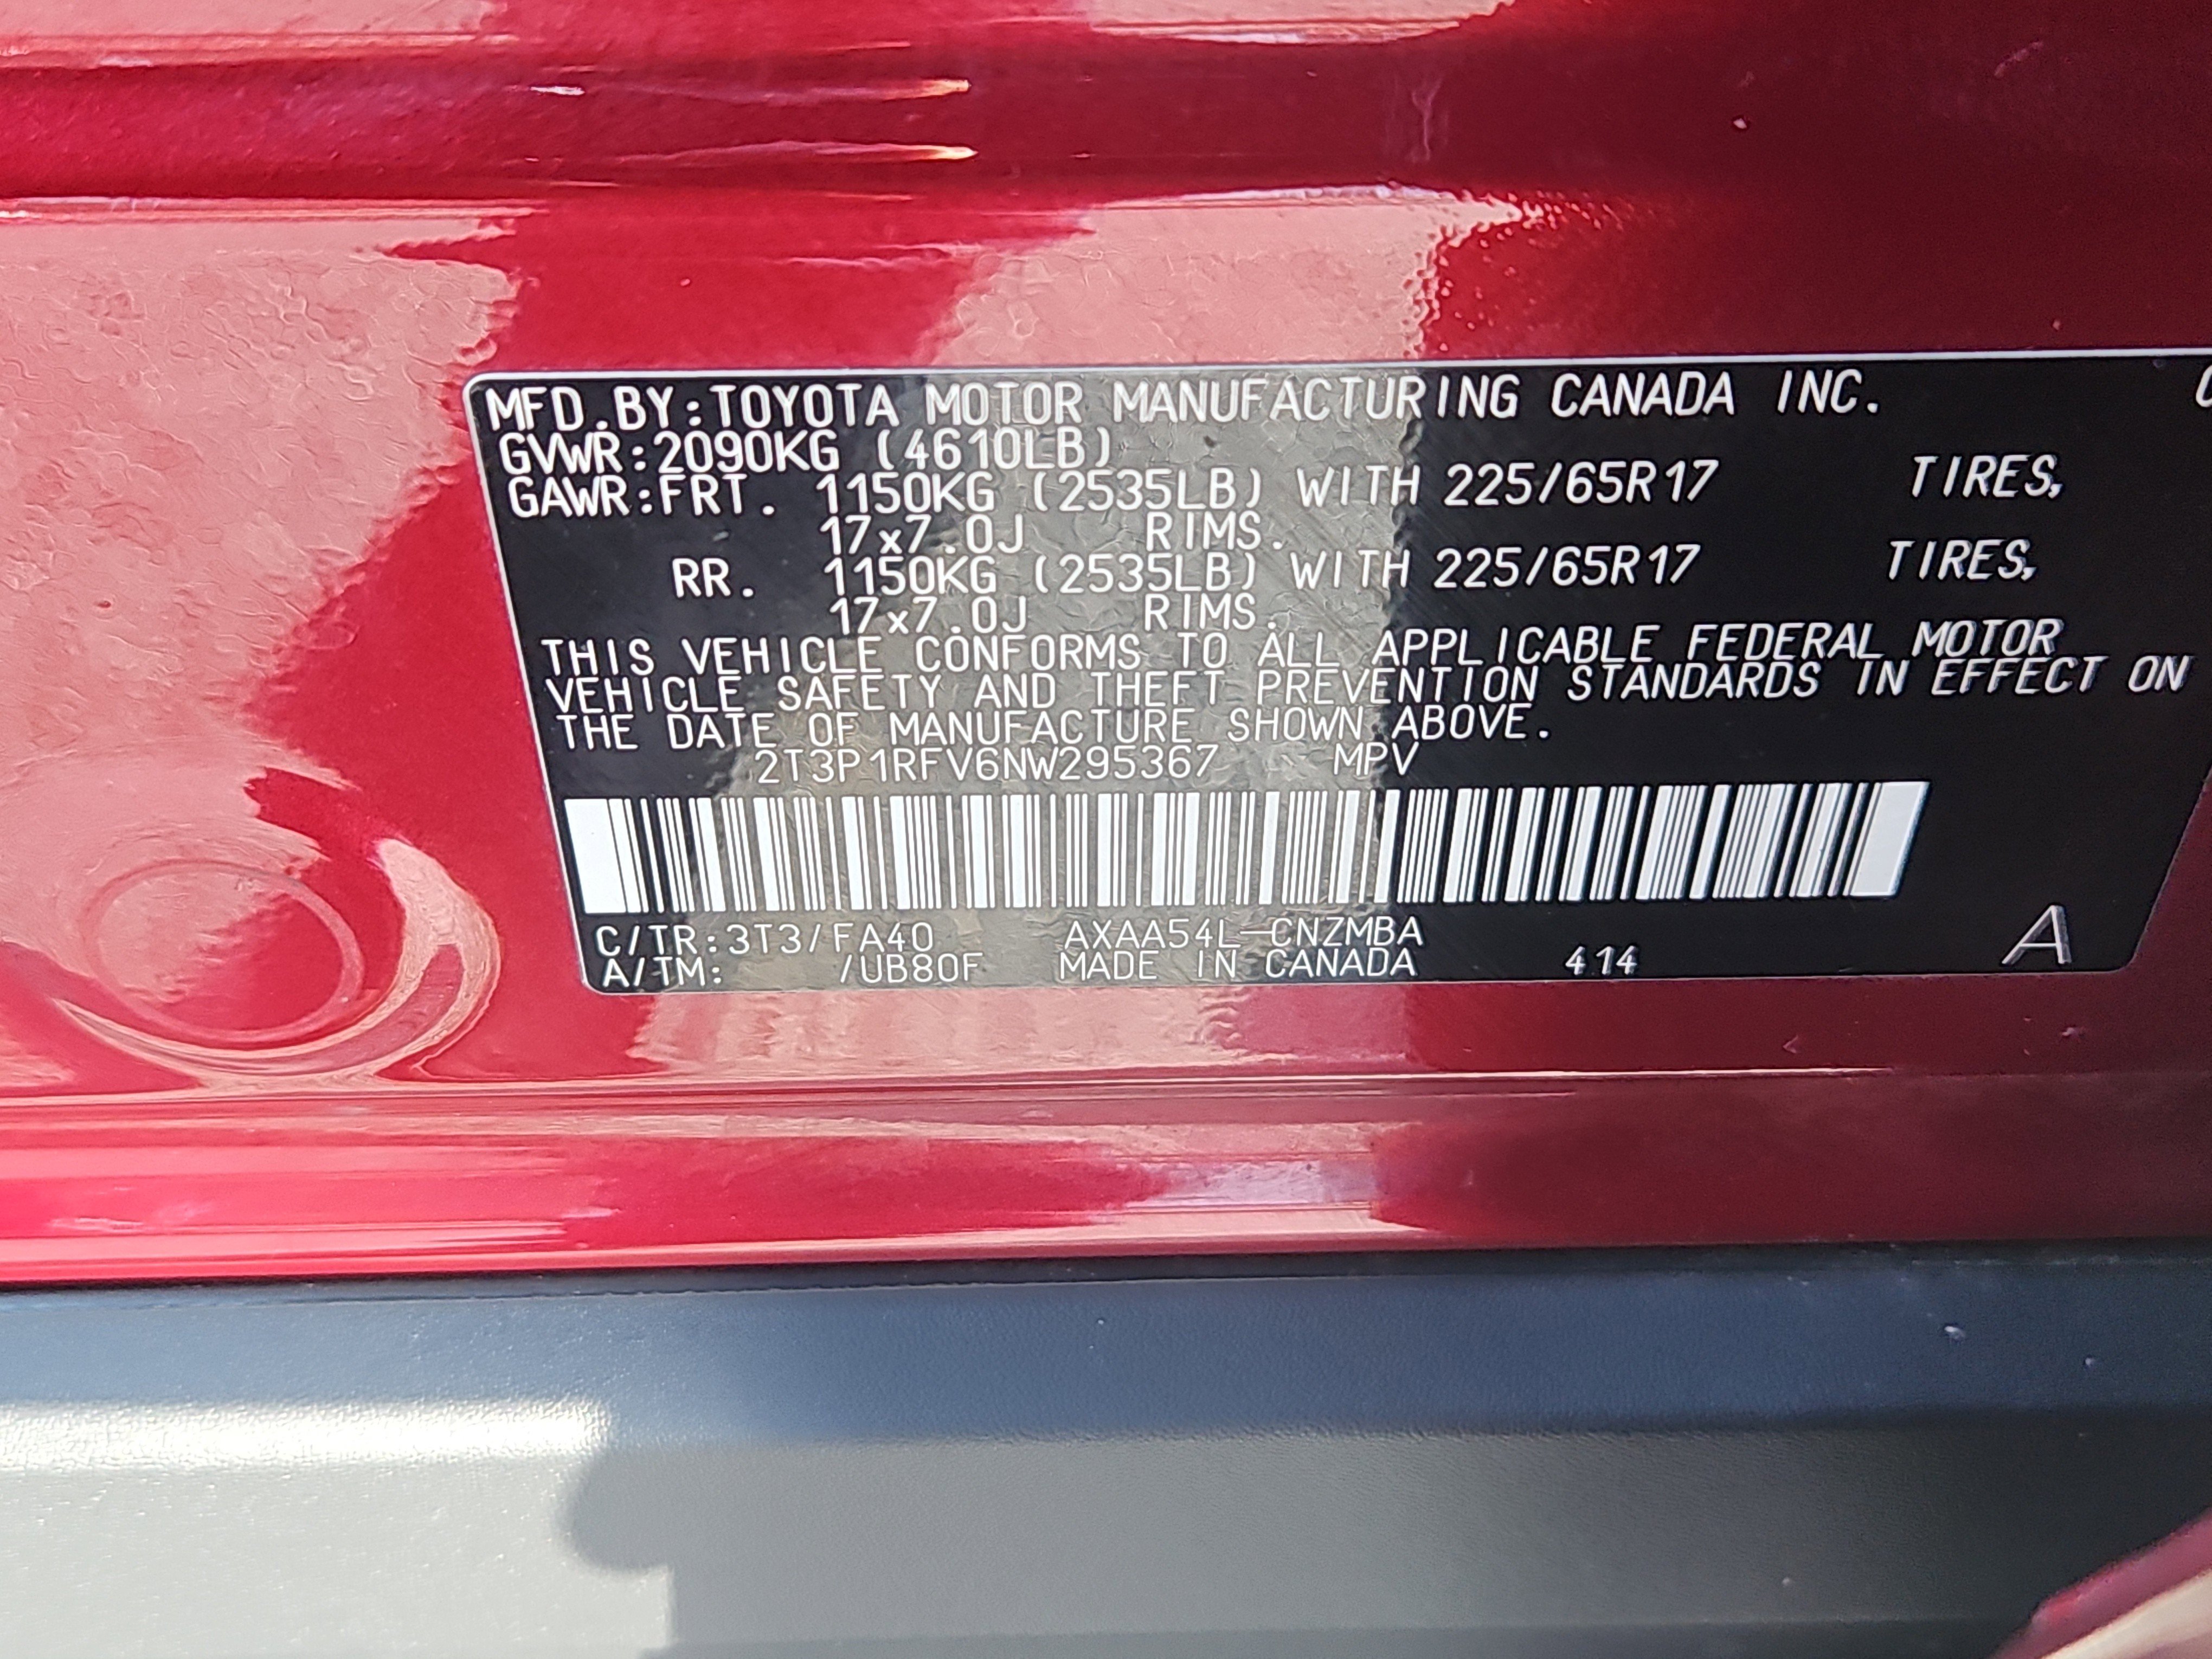 MFD.BY:TOYOTA MOTOR MANUFACTURING CANADA INC.
GVWR:2090KG (4610LB)
GAWR:FRT. 1150KG (2535LB) WITH 225/65R17 TIRES,
17x7.0J RIMS.
RR. 1150KG (2535LB) WITH 225/65R17 TIRES,
17x7.0J RIMS.
THIS VEHICLE CONFORMS TO ALL APPLICABLE FEDERAL MOTOR
VEHICLE SAFETY AND THEFT PREVENTION STANDARDS IN EFFECT ON
THE DATE OF MANUFACTURE SHOWN ABOVE.
2T3P1RFV6NW295367 MPV
C/TR:3T3/FA40 AXAA54L-CNZMBA
A/TM: /UB80F MADE IN CANADA 414 A